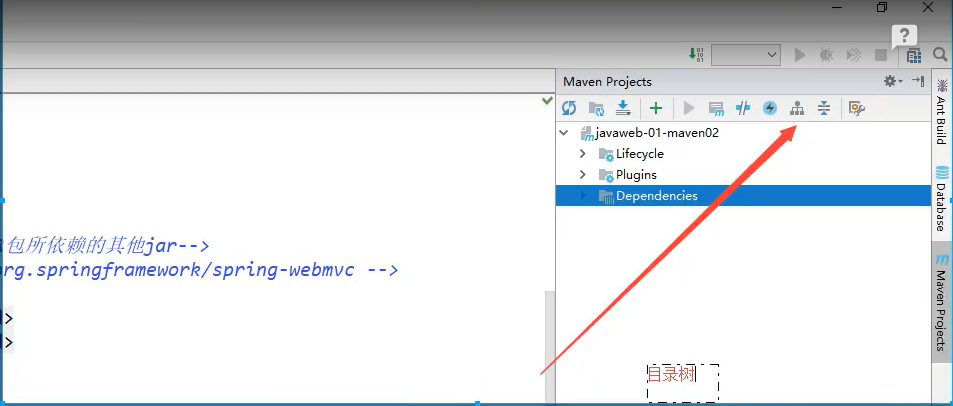 ?
Maven Projects
javaweb-01-maven02
Lifecycle
Plugins
Dependencies
包所依赖的其他jar-->
org.springframework/spring-webmvc -->
>
>
目录树
Ant Build
Database
Maven Projects